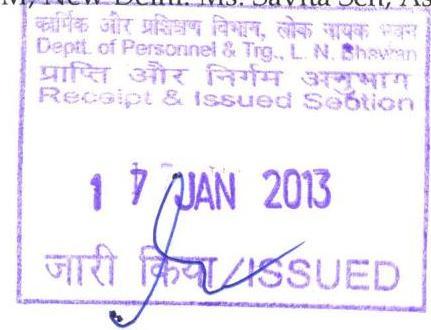 M, New Delhi. Ms. Savita Sen, As
कार्मिक और प्रशिक्षण विभाग, लोक नायक भवन
Deptt. of Personnel & Trg., L. N. Bhawan
प्राप्ति और निर्गम अनुभाग
Receipt & Issued Section
17 JAN 2013
जारी किया/ISSUED